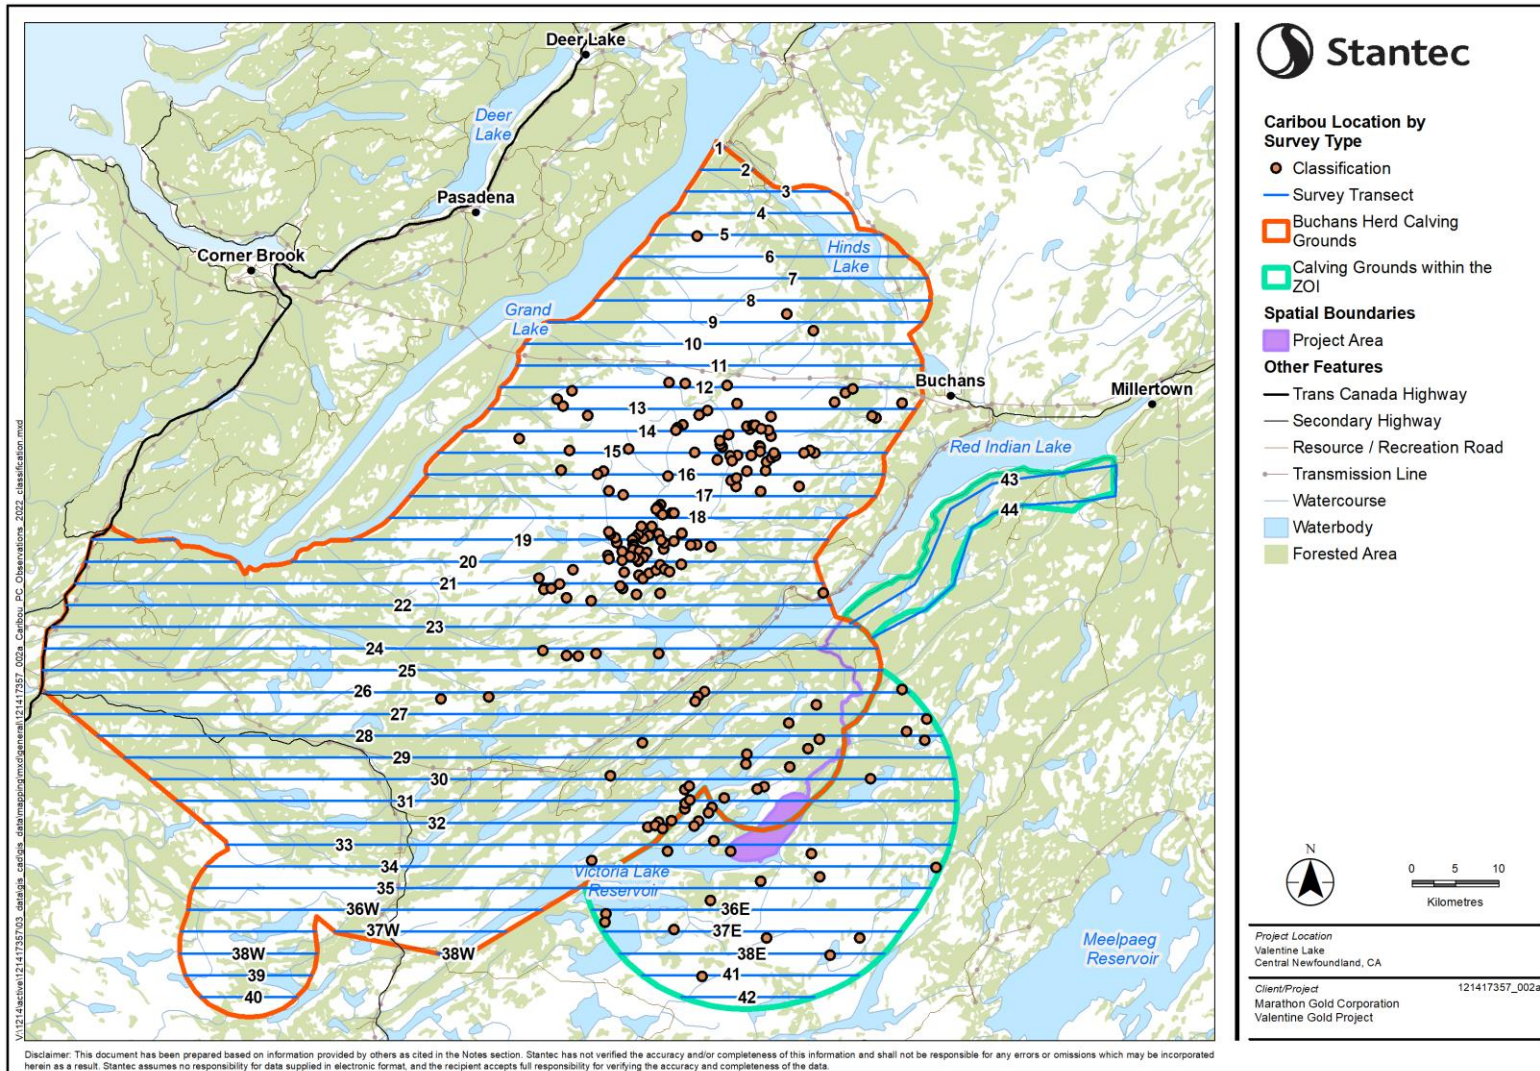 Deer Lake
Deer
Lake
Pasadena
Corner Brook
Grand
Lake
Hinds
Lake
Buchans
Millertown
Red Indian Lake
Victoria Lake
Reservoir
Meelpaeg
Reservoir
1
2
3
4
5
6
7
8
9
10
11
12
13
14
15
16
17
18
19
20
21
22
23
24
25
26
27
28
29
30
31
32
33
34
35
36W
36E
37W
37E
38W
38W
38E
39
41
40
42
43
44
Stantec
Caribou Location by
Survey Type
Classification
Survey Transect
Buchans Herd Calving
Grounds
Calving Grounds within the
ZOI
Spatial Boundaries
Project Area
Other Features
Trans Canada Highway
Secondary Highway
Resource / Recreation Road
Transmission Line
Watercourse
Waterbody
Forested Area
N
0 5 10
Kilometres
Project Location
Valentine Lake
Central Newfoundland, CA
Client/Project 121417357_002a
Marathon Gold Corporation
Valentine Gold Project
Disclaimer: This document has been prepared based on information provided by others as cited in the Notes section. Stantec has not verified the accuracy and/or completeness of this information and shall not be responsible for any errors or omissions which may be incorporated
herein as a result. Stantec assumes no responsibility for data supplied in electronic format, and the recipient accepts full responsibility for verifying the accuracy and completeness of the data.